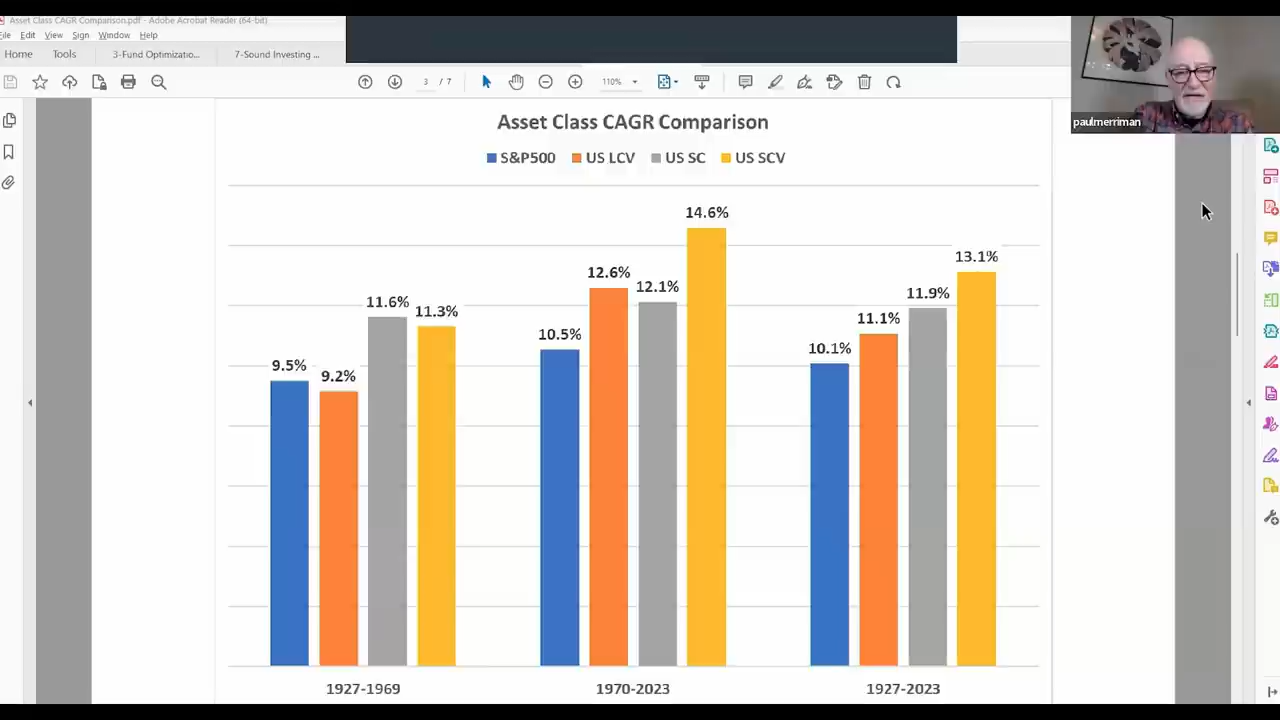 Asset Class CAGR Comparison.pdf - Adobe Acrobat Reader (64-bit)
File Edit View Sign Window Help
Home Tools 3-Fund Optimizatio... 7-Sound Investing ...
3 / 7 110%
paulmerriman
Asset Class CAGR Comparison
S&P500 US LCV US SC US SCV
14.6%
13.1%
12.6%
12.1%
11.9%
11.6%
11.3%
11.1%
10.5%
10.1%
9.5%
9.2%
1927-1969 1970-2023 1927-2023